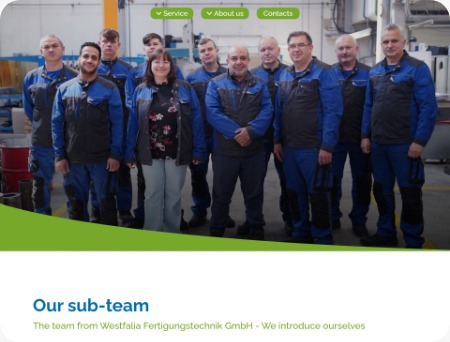 Service
About us
Contacts
Our sub-team
The team from Westfalia Fertigungstechnik GmbH - We introduce ourselves